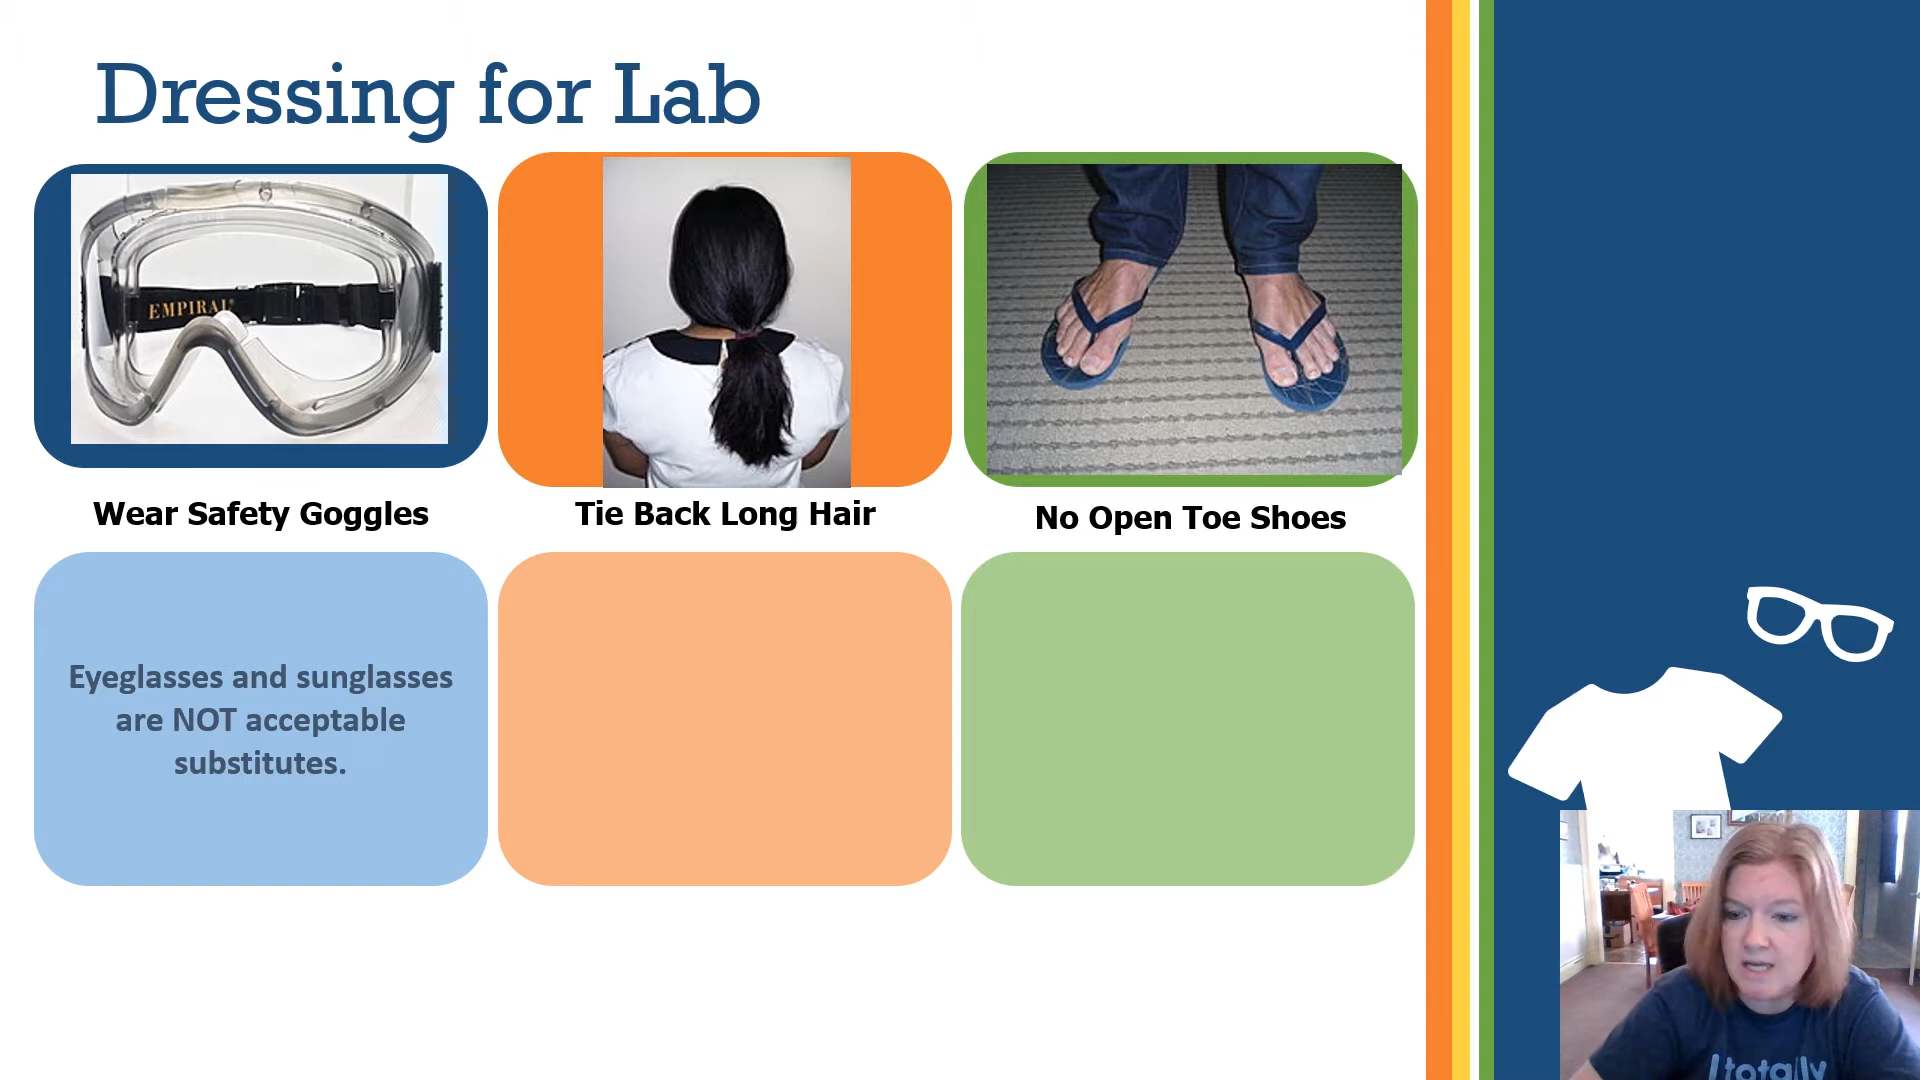 Dressing for Lab
EMPIRAL
Wear Safety Goggles
Tie Back Long Hair
No Open Toe Shoes
Eyeglasses and sunglasses
are NOT acceptable
substitutes.
I totally